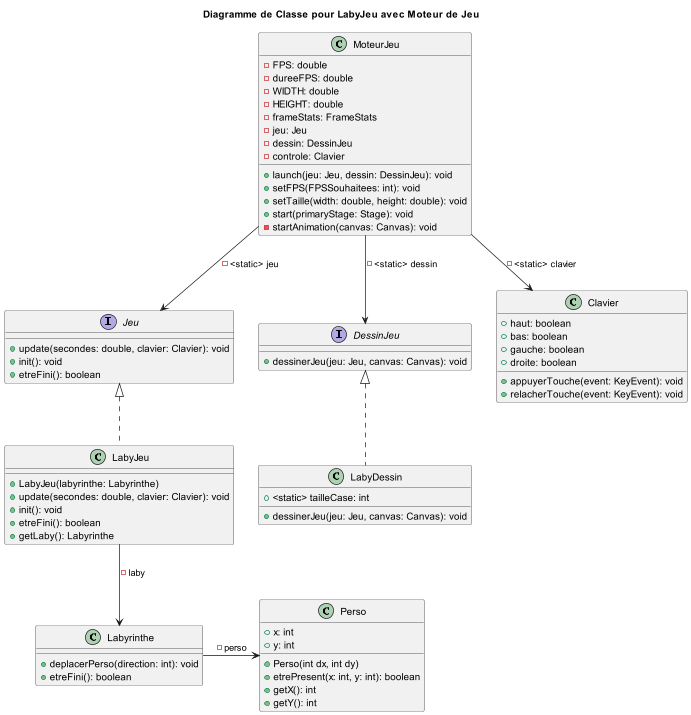 Diagramme de Classe pour LabyJeu avec Moteur de Jeu
C MoteurJeu
FPS: double
dureeFPS: double
WIDTH: double
HEIGHT: double
frameStats: FrameStats
jeu: Jeu
dessin: DessinJeu
controle: Clavier
launch(jeu: Jeu, dessin: DessinJeu): void
setFPS(FPSSouhaitees: int): void
setTaille(width: double, height: double): void
start(primaryStage: Stage): void
startAnimation(canvas: Canvas): void
<static> jeu
<static> dessin
<static> clavier
I Jeu
update(secondes: double, clavier: Clavier): void
init(): void
etreFini(): boolean
I DessinJeu
dessinerJeu(jeu: Jeu, canvas: Canvas): void
C Clavier
haut: boolean
bas: boolean
gauche: boolean
droite: boolean
appuyerTouche(event: KeyEvent): void
relacherTouche(event: KeyEvent): void
C LabyJeu
LabyJeu(labyrinthe: Labyrinthe)
update(secondes: double, clavier: Clavier): void
init(): void
etreFini(): boolean
getLaby(): Labyrinthe
C LabyDessin
<static> tailleCase: int
dessinerJeu(jeu: Jeu, canvas: Canvas): void
laby
C Labyrinthe
deplacerPerso(direction: int): void
etreFini(): boolean
perso
C Perso
x: int
y: int
Perso(int dx, int dy)
etrePresent(x: int, y: int): boolean
getX(): int
getY(): int